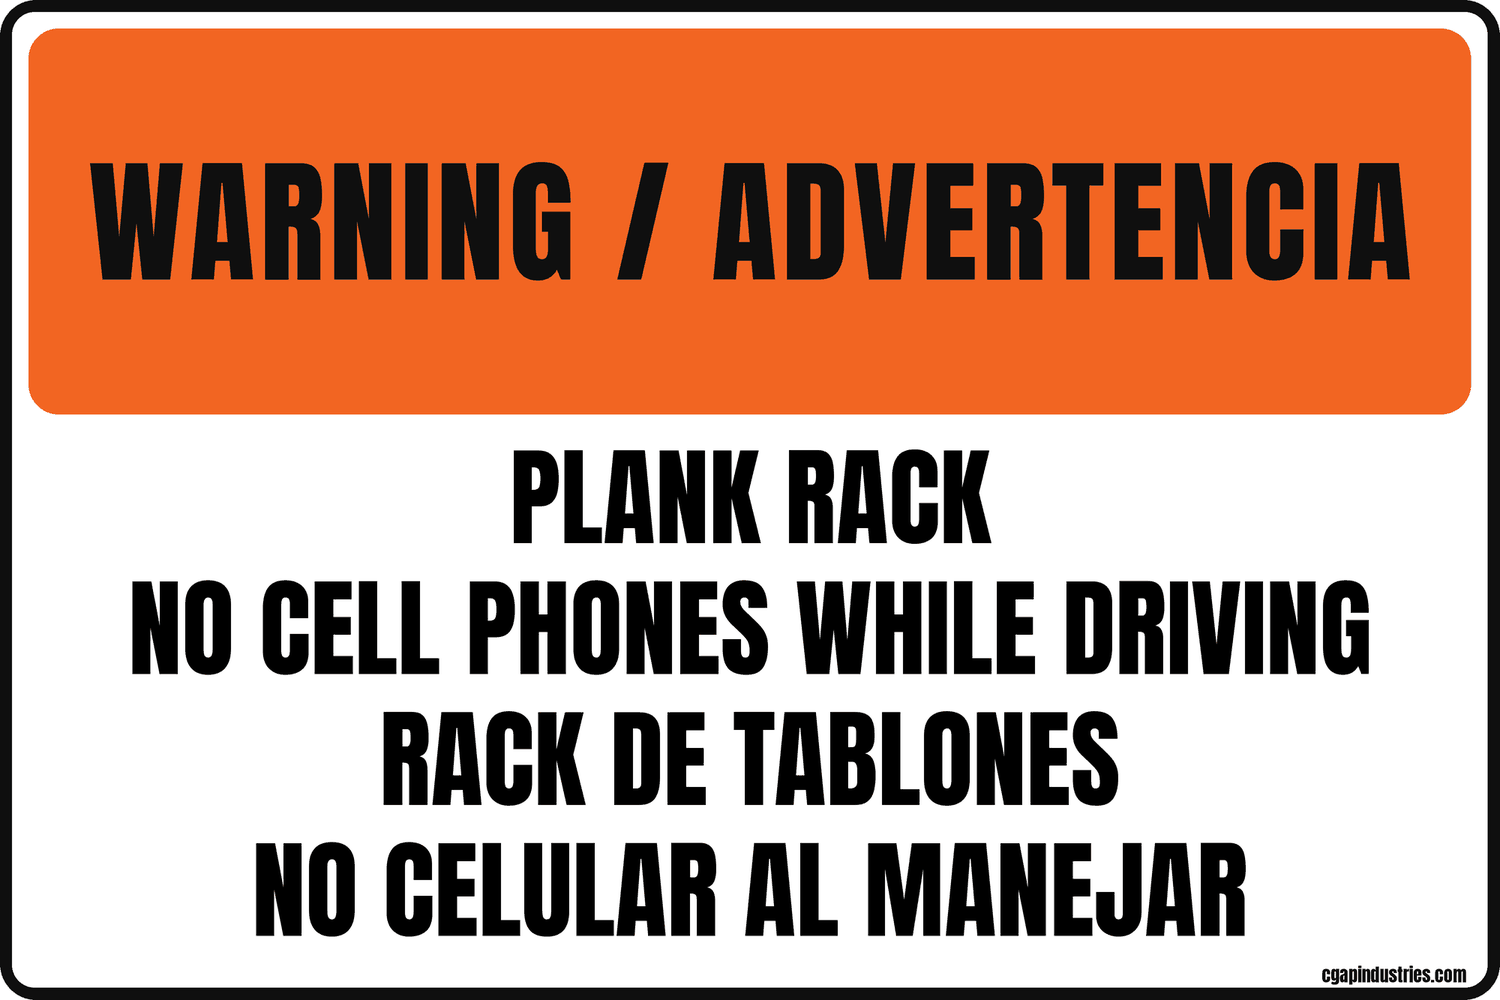 WARNING / ADVERTENCIA
PLANK RACK
NO CELL PHONES WHILE DRIVING
RACK DE TABLONES
NO CELULAR AL MANEJAR
cgapindustries.com